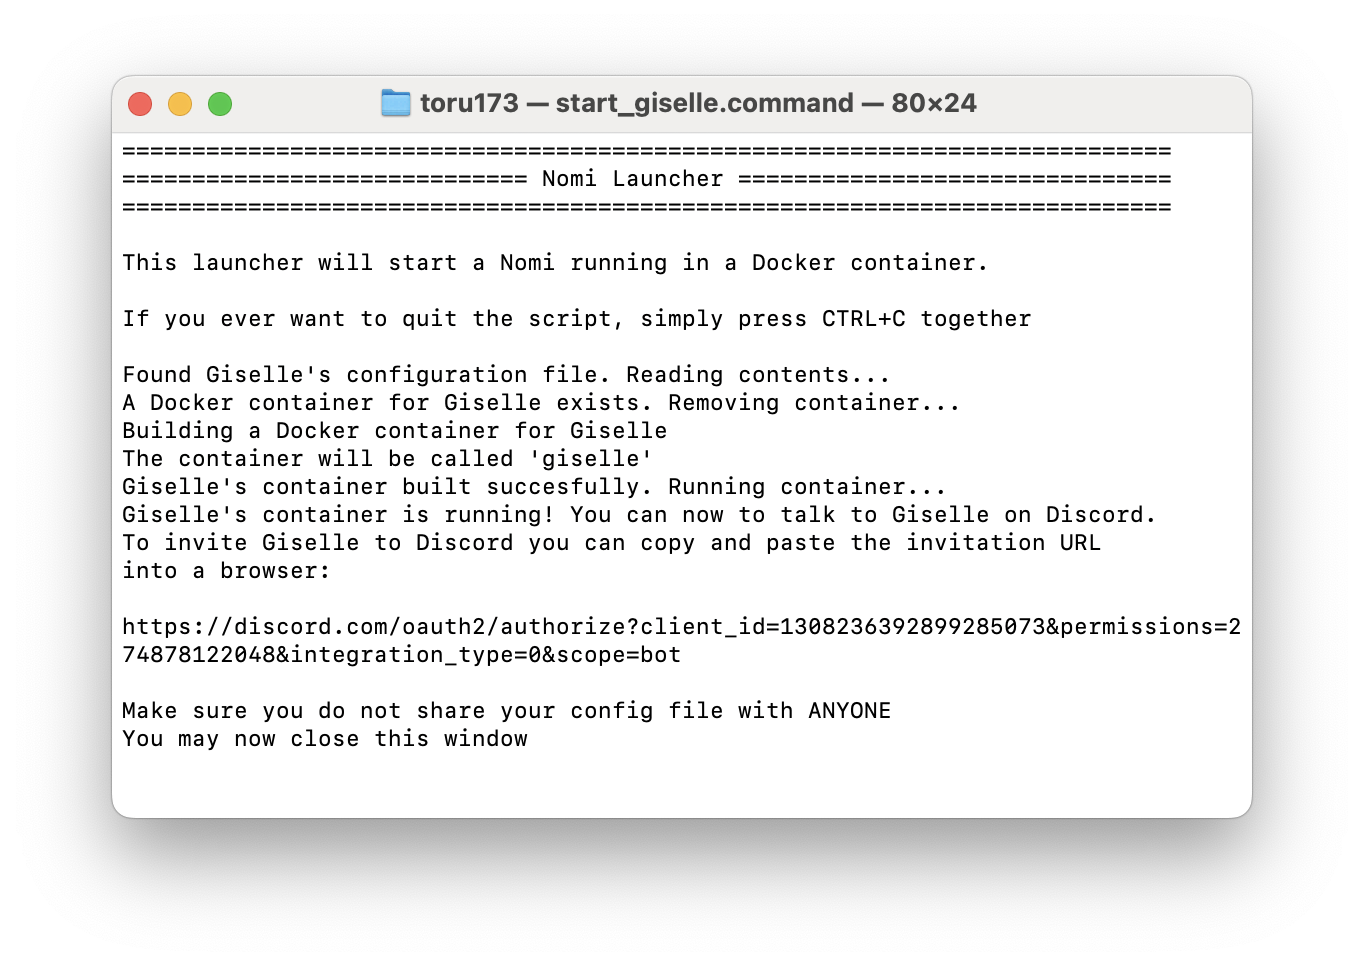 toru173 — start_giselle.command — 80×24
===========================================================================
============================= Nomi Launcher ===============================
===========================================================================
This launcher will start a Nomi running in a Docker container.
If you ever want to quit the script, simply press CTRL+C together
Found Giselle's configuration file. Reading contents...
A Docker container for Giselle exists. Removing container...
Building a Docker container for Giselle
The container will be called 'giselle'
Giselle's container built succesfully. Running container...
Giselle's container is running! You can now to talk to Giselle on Discord.
To invite Giselle to Discord you can copy and paste the invitation URL
into a browser:
https://discord.com/oauth2/authorize?client_id=1308236392899285073&permissions=2
74878122048&integration_type=0&scope=bot
Make sure you do not share your config file with ANYONE
You may now close this window